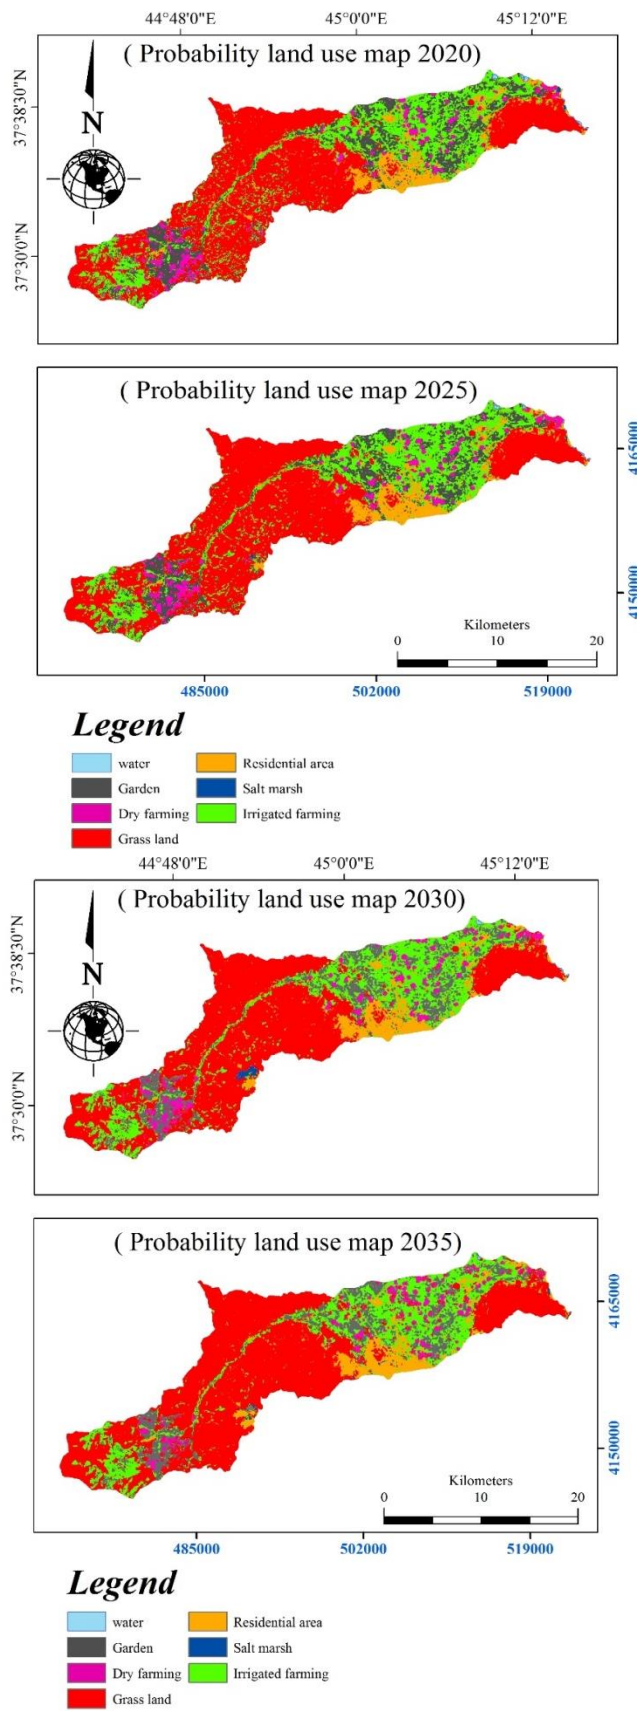 44°48'0"E 45°0'0"E 45°12'0"E
( Probability land use map 2020)
37°38'30"N
N
37°30'0"N
( Probability land use map 2025)
4165000
4150000
Kilometers
0 20
485000 502000 519000
Legend
water Residential area
Garden Salt marsh
Dry farming Irrigated farming
Grass land
44°48'0"E 45°0'0"E 45°12'0"E
( Probability land use map 2030)
37°38'30"N
N
37°30'0"N
( Probability land use map 2035)
4165000
4150000
Kilometers
0 10 20
485000 502000 519000
Legend
water Residential area
Garden Salt marsh
Dry farming Irrigated farming
Grass land